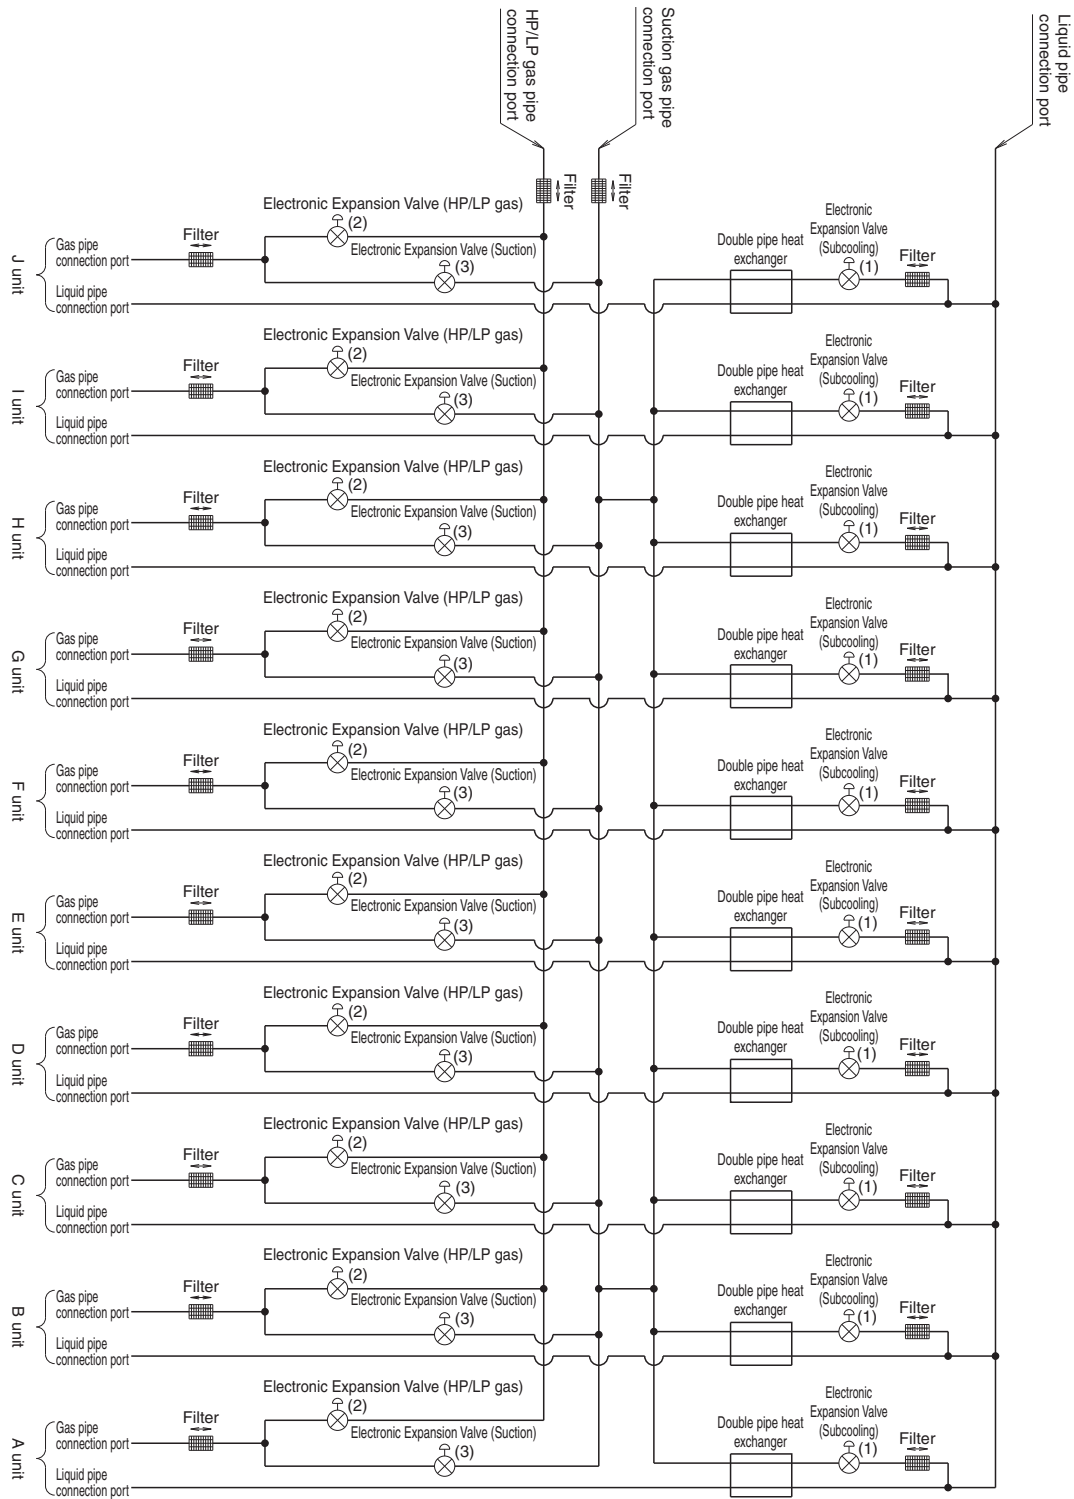 HP/LP gas pipe
connection port
Suction gas pipe
connection port
Liquid pipe
connection port
Filter
Filter
J unit
Gas pipe
connection port
Liquid pipe
connection port
Filter
Electronic Expansion Valve (HP/LP gas)
(2)
Electronic Expansion Valve (Suction)
(3)
Double pipe heat
exchanger
Electronic
Expansion Valve
(Subcooling)
(1)
Filter
I unit
Gas pipe
connection port
Liquid pipe
connection port
Filter
Electronic Expansion Valve (HP/LP gas)
(2)
Electronic Expansion Valve (Suction)
(3)
Double pipe heat
exchanger
Electronic
Expansion Valve
(Subcooling)
(1)
Filter
H unit
Gas pipe
connection port
Liquid pipe
connection port
Filter
Electronic Expansion Valve (HP/LP gas)
(2)
Electronic Expansion Valve (Suction)
(3)
Double pipe heat
exchanger
Electronic
Expansion Valve
(Subcooling)
(1)
Filter
G unit
Gas pipe
connection port
Liquid pipe
connection port
Filter
Electronic Expansion Valve (HP/LP gas)
(2)
Electronic Expansion Valve (Suction)
(3)
Double pipe heat
exchanger
Electronic
Expansion Valve
(Subcooling)
(1)
Filter
F unit
Gas pipe
connection port
Liquid pipe
connection port
Filter
Electronic Expansion Valve (HP/LP gas)
(2)
Electronic Expansion Valve (Suction)
(3)
Double pipe heat
exchanger
Electronic
Expansion Valve
(Subcooling)
(1)
Filter
E unit
Gas pipe
connection port
Liquid pipe
connection port
Filter
Electronic Expansion Valve (HP/LP gas)
(2)
Electronic Expansion Valve (Suction)
(3)
Double pipe heat
exchanger
Electronic
Expansion Valve
(Subcooling)
(1)
Filter
D unit
Gas pipe
connection port
Liquid pipe
connection port
Filter
Electronic Expansion Valve (HP/LP gas)
(2)
Electronic Expansion Valve (Suction)
(3)
Double pipe heat
exchanger
Electronic
Expansion Valve
(Subcooling)
(1)
Filter
C unit
Gas pipe
connection port
Liquid pipe
connection port
Filter
Electronic Expansion Valve (HP/LP gas)
(2)
Electronic Expansion Valve (Suction)
(3)
Double pipe heat
exchanger
Electronic
Expansion Valve
(Subcooling)
(1)
Filter
B unit
Gas pipe
connection port
Liquid pipe
connection port
Filter
Electronic Expansion Valve (HP/LP gas)
(2)
Electronic Expansion Valve (Suction)
(3)
Double pipe heat
exchanger
Electronic
Expansion Valve
(Subcooling)
(1)
Filter
A unit
Gas pipe
connection port
Liquid pipe
connection port
Filter
Electronic Expansion Valve (HP/LP gas)
(2)
Electronic Expansion Valve (Suction)
(3)
Double pipe heat
exchanger
Electronic
Expansion Valve
(Subcooling)
(1)
Filter